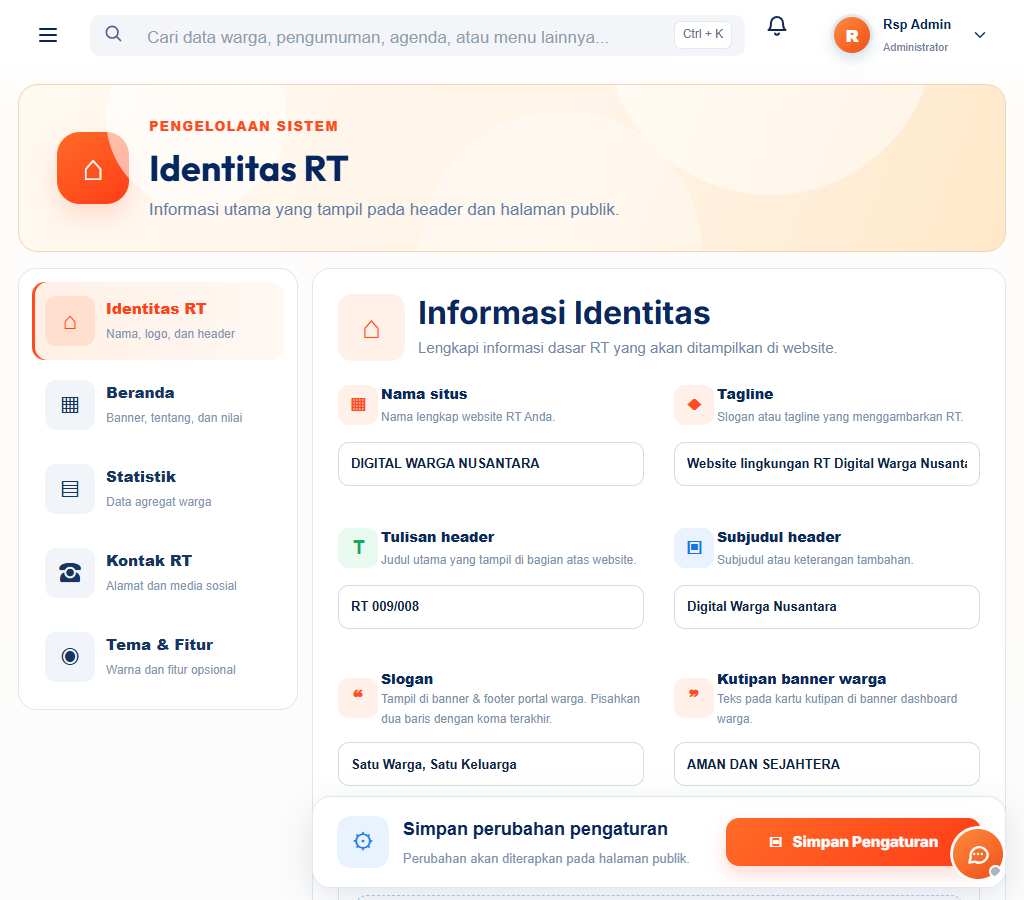 Cari data warga, pengumuman, agenda, atau menu lainnya...
Ctrl + K
R
Rsp Admin
Administrator
PENGELOLAAN SISTEM
Identitas RT
Informasi utama yang tampil pada header dan halaman publik.
Identitas RT
Nama, logo, dan header
Beranda
Banner, tentang, dan nilai
Statistik
Data agregat warga
Kontak RT
Alamat dan media sosial
Tema & Fitur
Warna dan fitur opsional
Informasi Identitas
Lengkapi informasi dasar RT yang akan ditampilkan di website.
Nama situs
Nama lengkap website RT Anda.
DIGITAL WARGA NUSANTARA
Tagline
Slogan atau tagline yang menggambarkan RT.
Website lingkungan RT Digital Warga Nusanta
T
Tulisan header
Judul utama yang tampil di bagian atas website.
RT 009/008
Subjudul header
Subjudul atau keterangan tambahan.
Digital Warga Nusantara
❝
Slogan
Tampil di banner & footer portal warga. Pisahkan
dua baris dengan koma terakhir.
Satu Warga, Satu Keluarga
❞
Kutipan banner warga
Teks pada kartu kutipan di banner dashboard
warga.
AMAN DAN SEJAHTERA
Simpan perubahan pengaturan
Perubahan akan diterapkan pada halaman publik.
Simpan Pengaturan